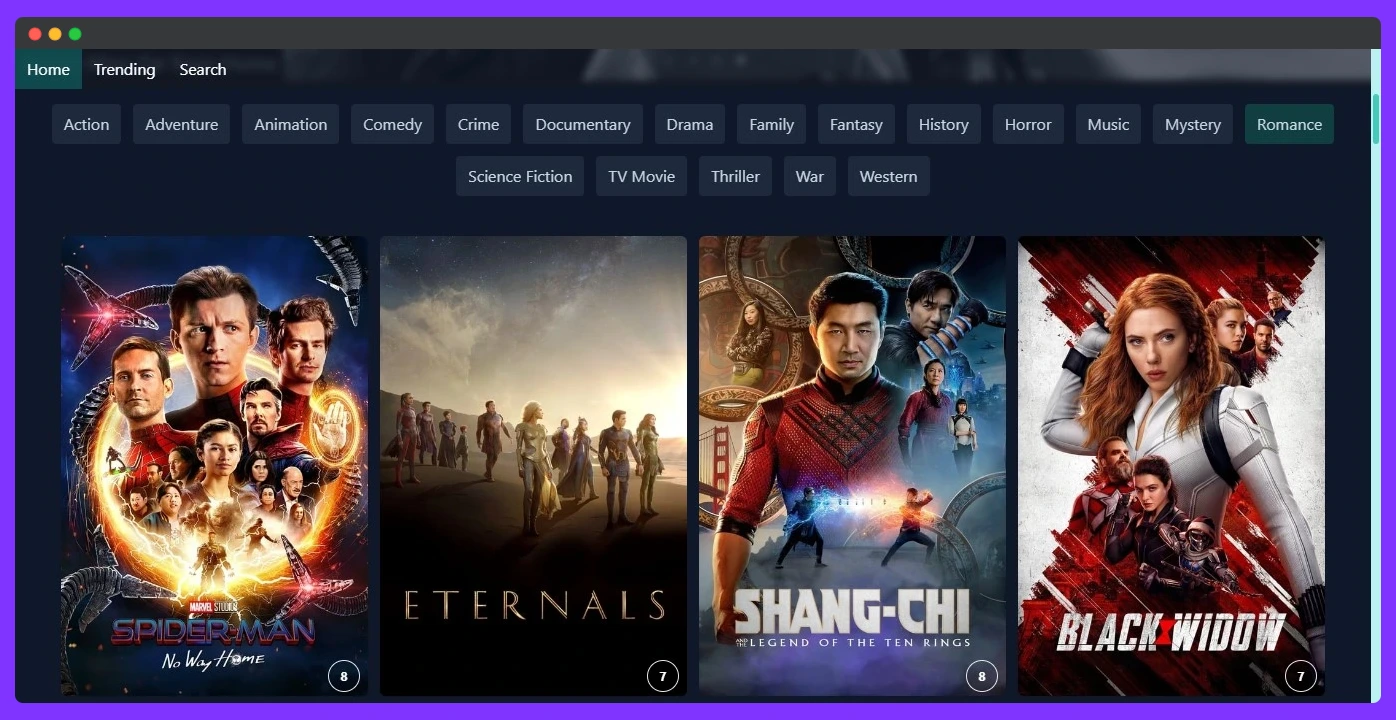 Home Trending Search
Action Adventure Animation Comedy Crime Documentary Drama Family Fantasy History Horror Music Mystery Romance
Science Fiction TV Movie Thriller War Western
MARVEL STUDIOS
SPIDER-MAN
No Way Home
8
ETERNALS
7
SHANG-CHI
AND THE LEGEND OF THE TEN RINGS
8
BLACK WIDOW
7